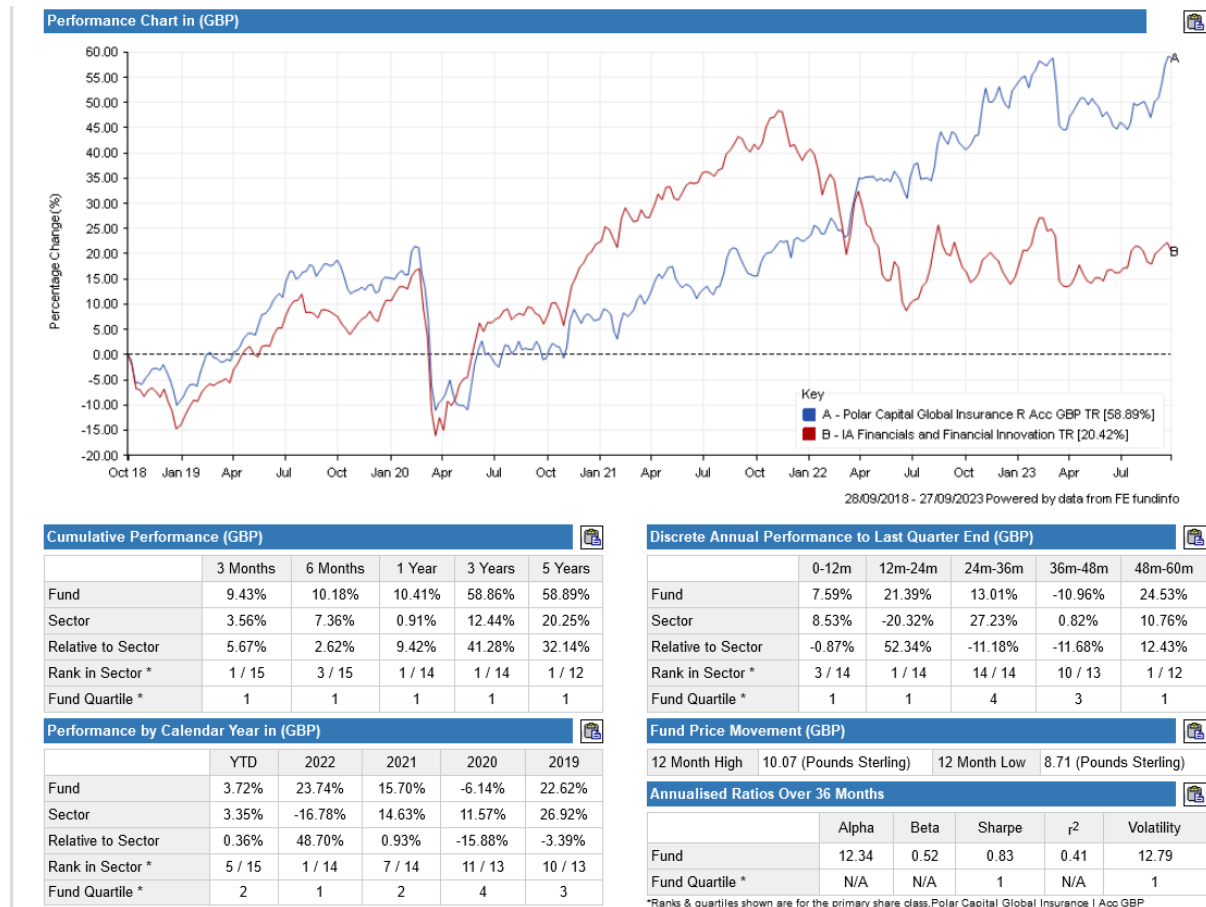 Performance Chart in (GBP)
60.00
55.00
50.00
45.00
40.00
35.00
30.00
25.00
20.00
15.00
10.00
5.00
0.00
-5.00
-10.00
-15.00
-20.00
Percentage Change(%)
A
B
Key
A - Polar Capital Global Insurance R Acc GBP TR [58.89%]
B - IA Financials and Financial Innovation TR [20.42%]
Oct 18 Jan 19 Apr Jul Oct Jan 20 Apr Jul Oct Jan 21 Apr Jul Oct Jan 22 Apr Jul Oct Jan 23 Apr Jul
28/09/2018 - 27/09/2023 Powered by data from FE fundinfo
Cumulative Performance (GBP)
3 Months 6 Months 1 Year 3 Years 5 Years
Fund 9.43% 10.18% 10.41% 58.86% 58.89%
Sector 3.56% 7.36% 0.91% 12.44% 20.25%
Relative to Sector 5.67% 2.62% 9.42% 41.28% 32.14%
Rank in Sector * 1 / 15 3 / 15 1 / 14 1 / 14 1 / 12
Fund Quartile * 1 1 1 1 1
Discrete Annual Performance to Last Quarter End (GBP)
0-12m 12m-24m 24m-36m 36m-48m 48m-60m
Fund 7.59% 21.39% 13.01% -10.96% 24.53%
Sector 8.53% -20.32% 27.23% 0.82% 10.76%
Relative to Sector -0.87% 52.34% -11.18% -11.68% 12.43%
Rank in Sector * 3 / 14 1 / 14 14 / 14 10 / 13 1 / 12
Fund Quartile * 1 1 4 3 1
Performance by Calendar Year in (GBP)
YTD 2022 2021 2020 2019
Fund 3.72% 23.74% 15.70% -6.14% 22.62%
Sector 3.35% -16.78% 14.63% 11.57% 26.92%
Relative to Sector 0.36% 48.70% 0.93% -15.88% -3.39%
Rank in Sector * 5 / 15 1 / 14 7 / 14 11 / 13 10 / 13
Fund Quartile * 2 1 2 4 3
Fund Price Movement (GBP)
12 Month High 10.07 (Pounds Sterling) 12 Month Low 8.71 (Pounds Sterling)
Annualised Ratios Over 36 Months
Alpha Beta Sharpe r² Volatility
Fund 12.34 0.52 0.83 0.41 12.79
Fund Quartile * N/A N/A 1 N/A 1
*Ranks & quartiles shown are for the primary share class,Polar Capital Global Insurance I Acc GBP